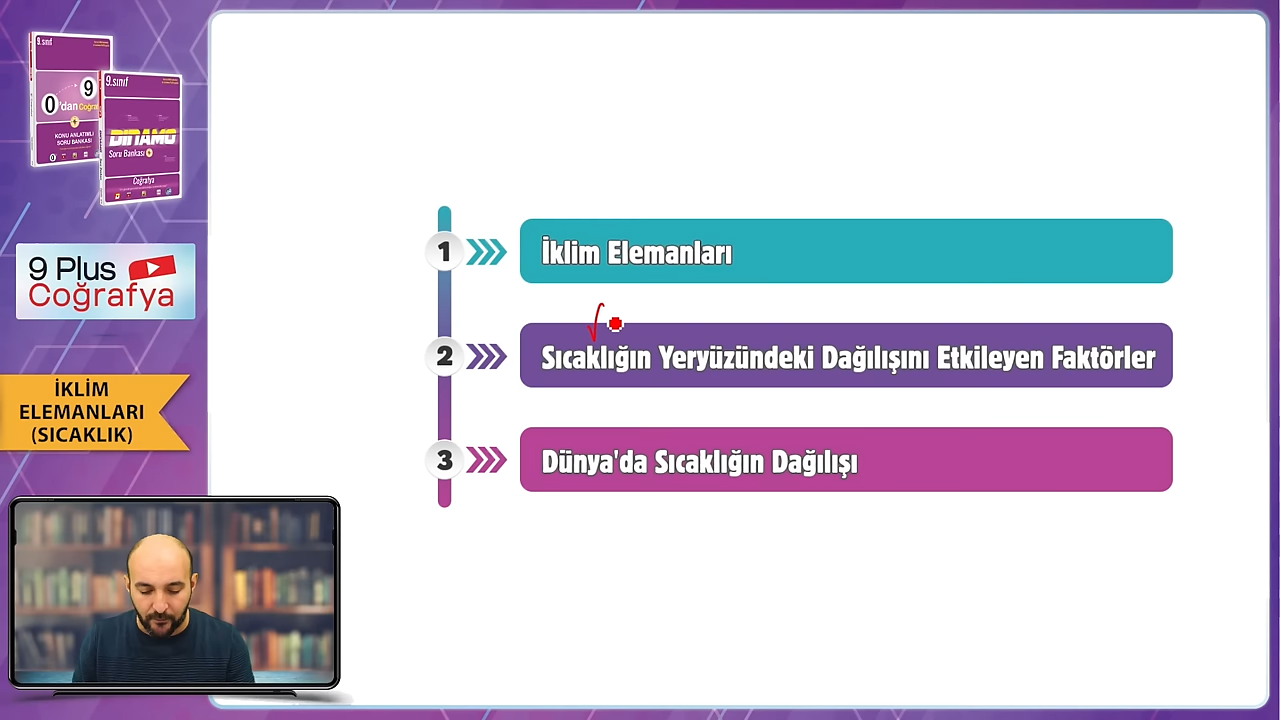 9.sınıf
0'dan 9
Coğra
KONU ANLATIMLI
SORU BANKASI
9.sınıf
DİNAMO
Soru Bankası
Coğrafya
9 Plus
Coğrafya
İKLİM
ELEMANLARI
(SICAKLIK)
1 İklim Elemanları
2 Sıcaklığın Yeryüzündeki Dağılışını Etkileyen Faktörler
3 Dünya'da Sıcaklığın Dağılışı